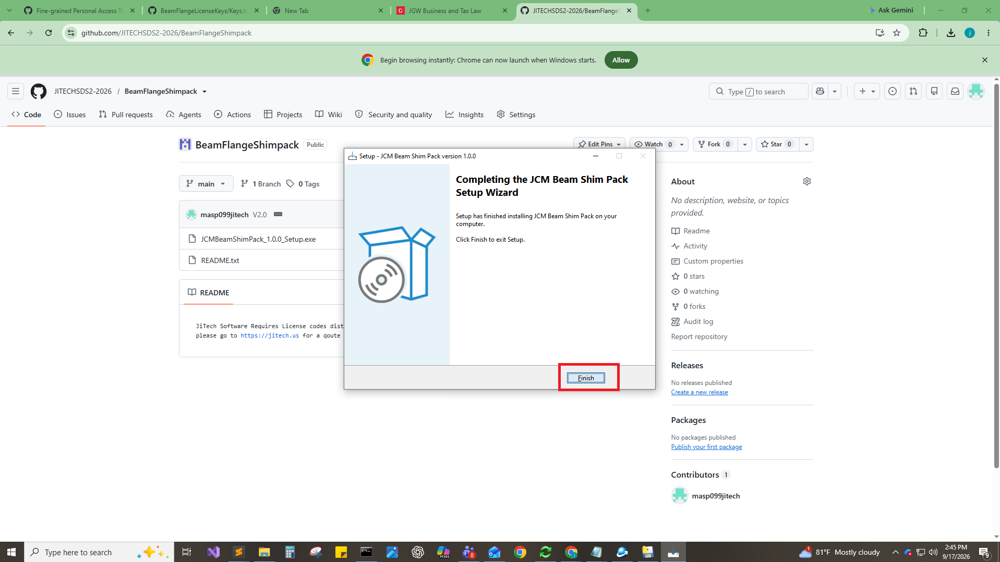 Fine-grained Personal Access To
BeamFlangeLicenseKeys/Keys.tx
New Tab
JGW Business and Tax Law
JITECHSDS2-2026/BeamFlangeS
Ask Gemini
github.com/JITECHSDS2-2026/BeamFlangeShimpack
j
Begin browsing instantly: Chrome can now launch when Windows starts.
Allow
JITECHSDS2-2026 / BeamFlangeShimpack
Type / to search
Code
Issues
Pull requests
Agents
Actions
Projects
Wiki
Security and quality
Insights
Settings
BeamFlangeShimpack
Public
Edit Pins
Watch 0
Fork 0
Star 0
main
1 Branch
0 Tags
masp099jitech V2.0
JCMBeamShimPack_1.0.0_Setup.exe
README.txt
README
JiTech Software Requires License codes dist
please go to https://jitech.us for a qoute
Setup - JCM Beam Shim Pack version 1.0.0
Completing the JCM Beam Shim Pack
Setup Wizard
Setup has finished installing JCM Beam Shim Pack on your
computer.
Click Finish to exit Setup.
Finish
About
No description, website, or topics
provided.
Readme
Activity
Custom properties
0 stars
0 watching
0 forks
Audit log
Report repository
Releases
No releases published
Create a new release
Packages
No packages published
Publish your first package
Contributors 1
masp099jitech
Type here to search
M365
8
1
81°F Mostly cloudy
2:45 PM
9/17/2026
9